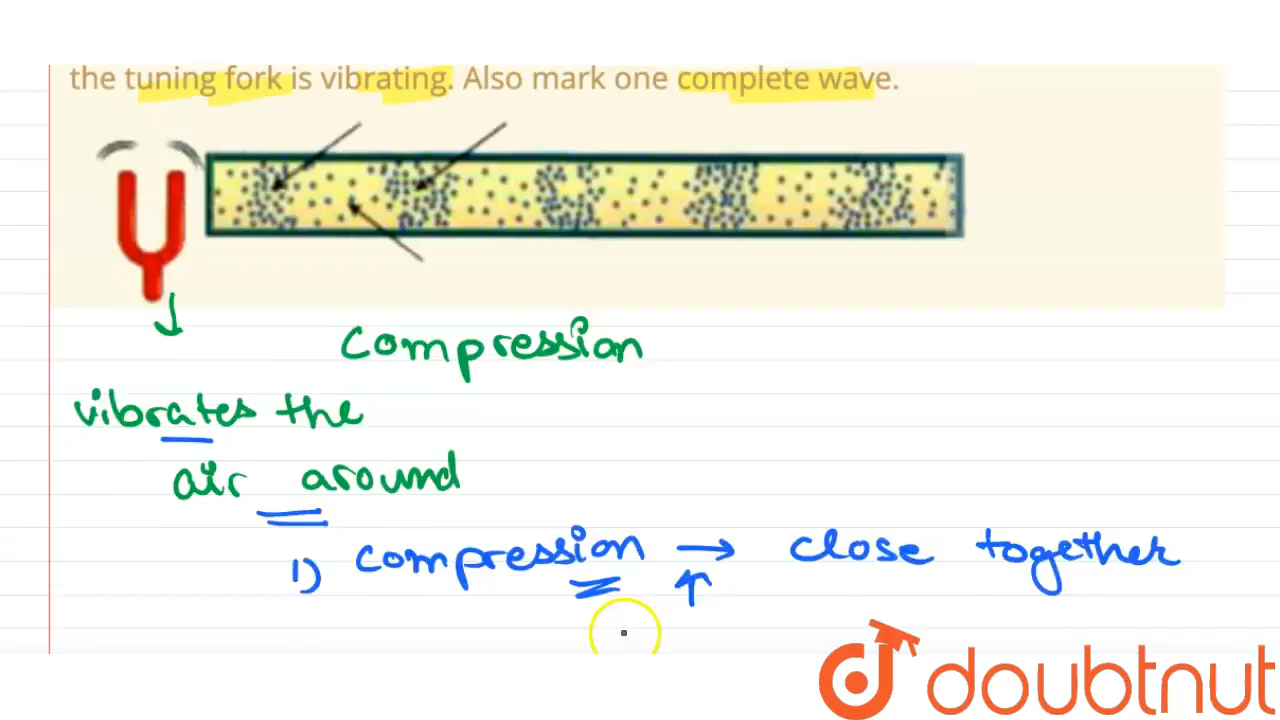 the tuning fork is vibrating. Also mark one complete wave.
compression
vibrates the
air around
1) compression → close together
doubtnut